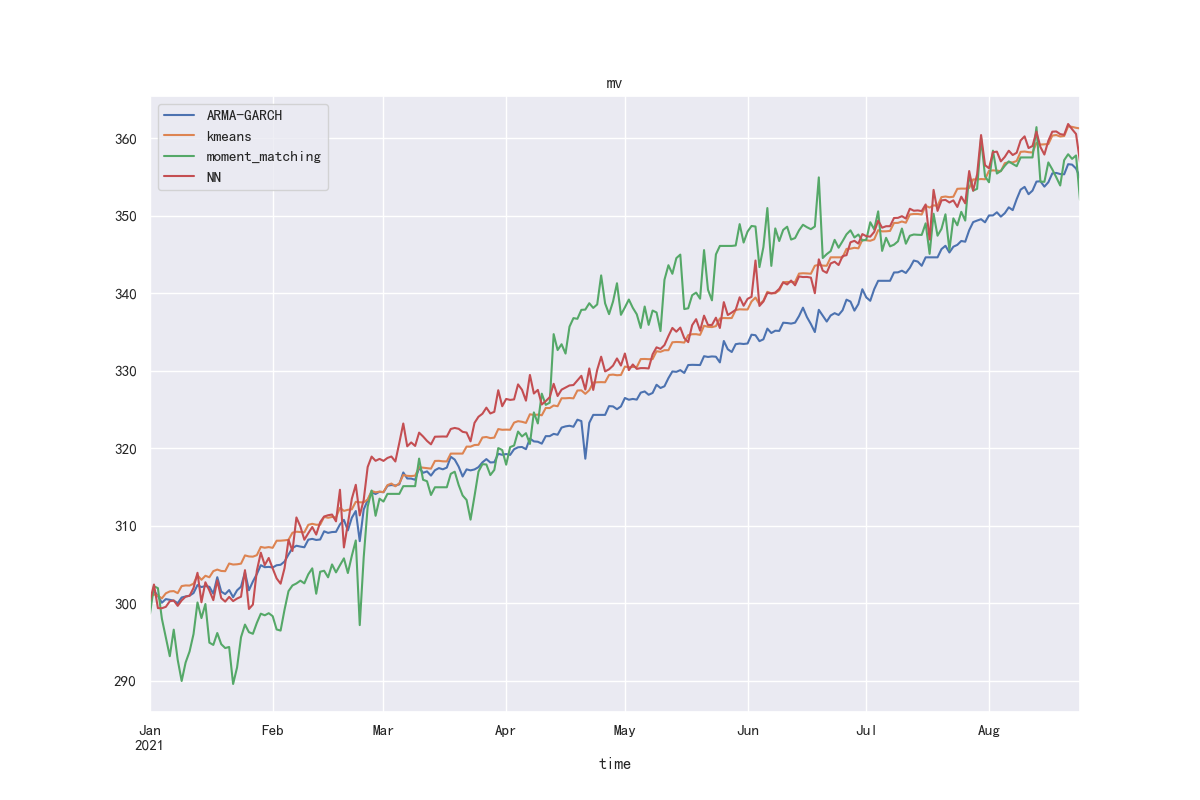 mv
ARMA-GARCH
kmeans
moment_matching
NN
360
350
340
330
320
310
300
290
Jan Feb Mar Apr May Jun Jul Aug
2021
time